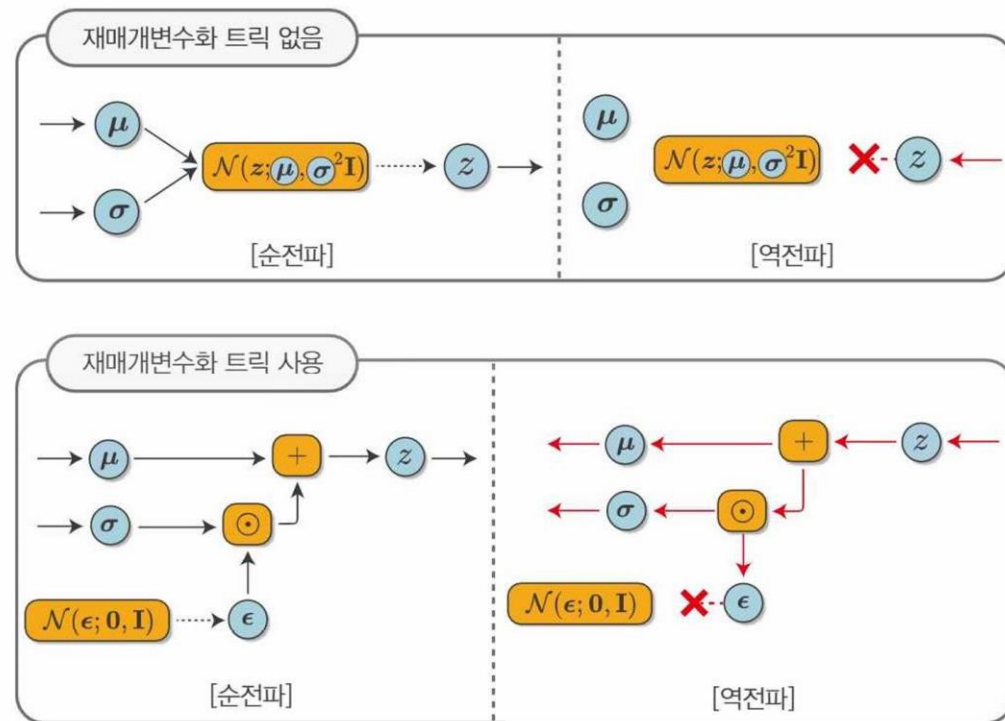 재매개변수화 트릭 없음
μ
σ
N(z; μ, σ²I)
z
[순전파]
μ
σ
N(z; μ, σ²I)
z
[역전파]
재매개변수화 트릭 사용
μ
+
z
σ
⊙
N(ϵ; 0, I)
ϵ
[순전파]
μ
+
z
σ
⊙
N(ϵ; 0, I)
ϵ
[역전파]